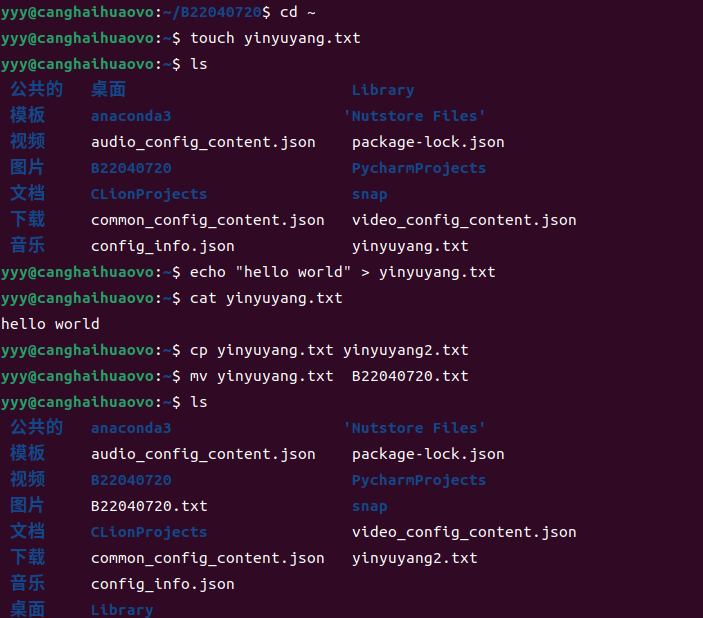 yyy@canghaihuaovo:~/B22040720$ cd ~
yyy@canghaihuaovo:~$ touch yinyuyang.txt
yyy@canghaihuaovo:~$ ls
公共的 桌面 Library
模板 anaconda3 'Nutstore Files'
视频 audio_config_content.json package-lock.json
图片 B22040720 PycharmProjects
文档 CLionProjects snap
下载 common_config_content.json video_config_content.json
音乐 config_info.json yinyuyang.txt
yyy@canghaihuaovo:~$ echo "hello world" > yinyuyang.txt
yyy@canghaihuaovo:~$ cat yinyuyang.txt
hello world
yyy@canghaihuaovo:~$ cp yinyuyang.txt yinyuyang2.txt
yyy@canghaihuaovo:~$ mv yinyuyang.txt  B22040720.txt
yyy@canghaihuaovo:~$ ls
公共的 anaconda3 'Nutstore Files'
模板 audio_config_content.json package-lock.json
视频 B22040720 PycharmProjects
图片 B22040720.txt snap
文档 CLionProjects video_config_content.json
下载 common_config_content.json yinyuyang2.txt
音乐 config_info.json
桌面 Library